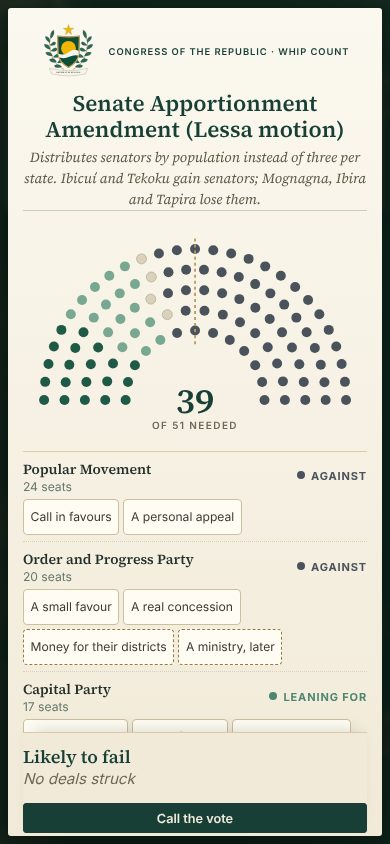 CONGRESS OF THE REPUBLIC · WHIP COUNT
Senate Apportionment
Amendment (Lessa motion)
Distributes senators by population instead of three per
state. Ibicuí and Tekoku gain senators; Mognagna, Ibira
and Tapira lose them.
39
OF 51 NEEDED
Popular Movement
AGAINST
24 seats
Call in favours
A personal appeal
Order and Progress Party
AGAINST
20 seats
A small favour
A real concession
Money for their districts
A ministry, later
Capital Party
LEANING FOR
17 seats
Likely to fail
No deals struck
Call the vote